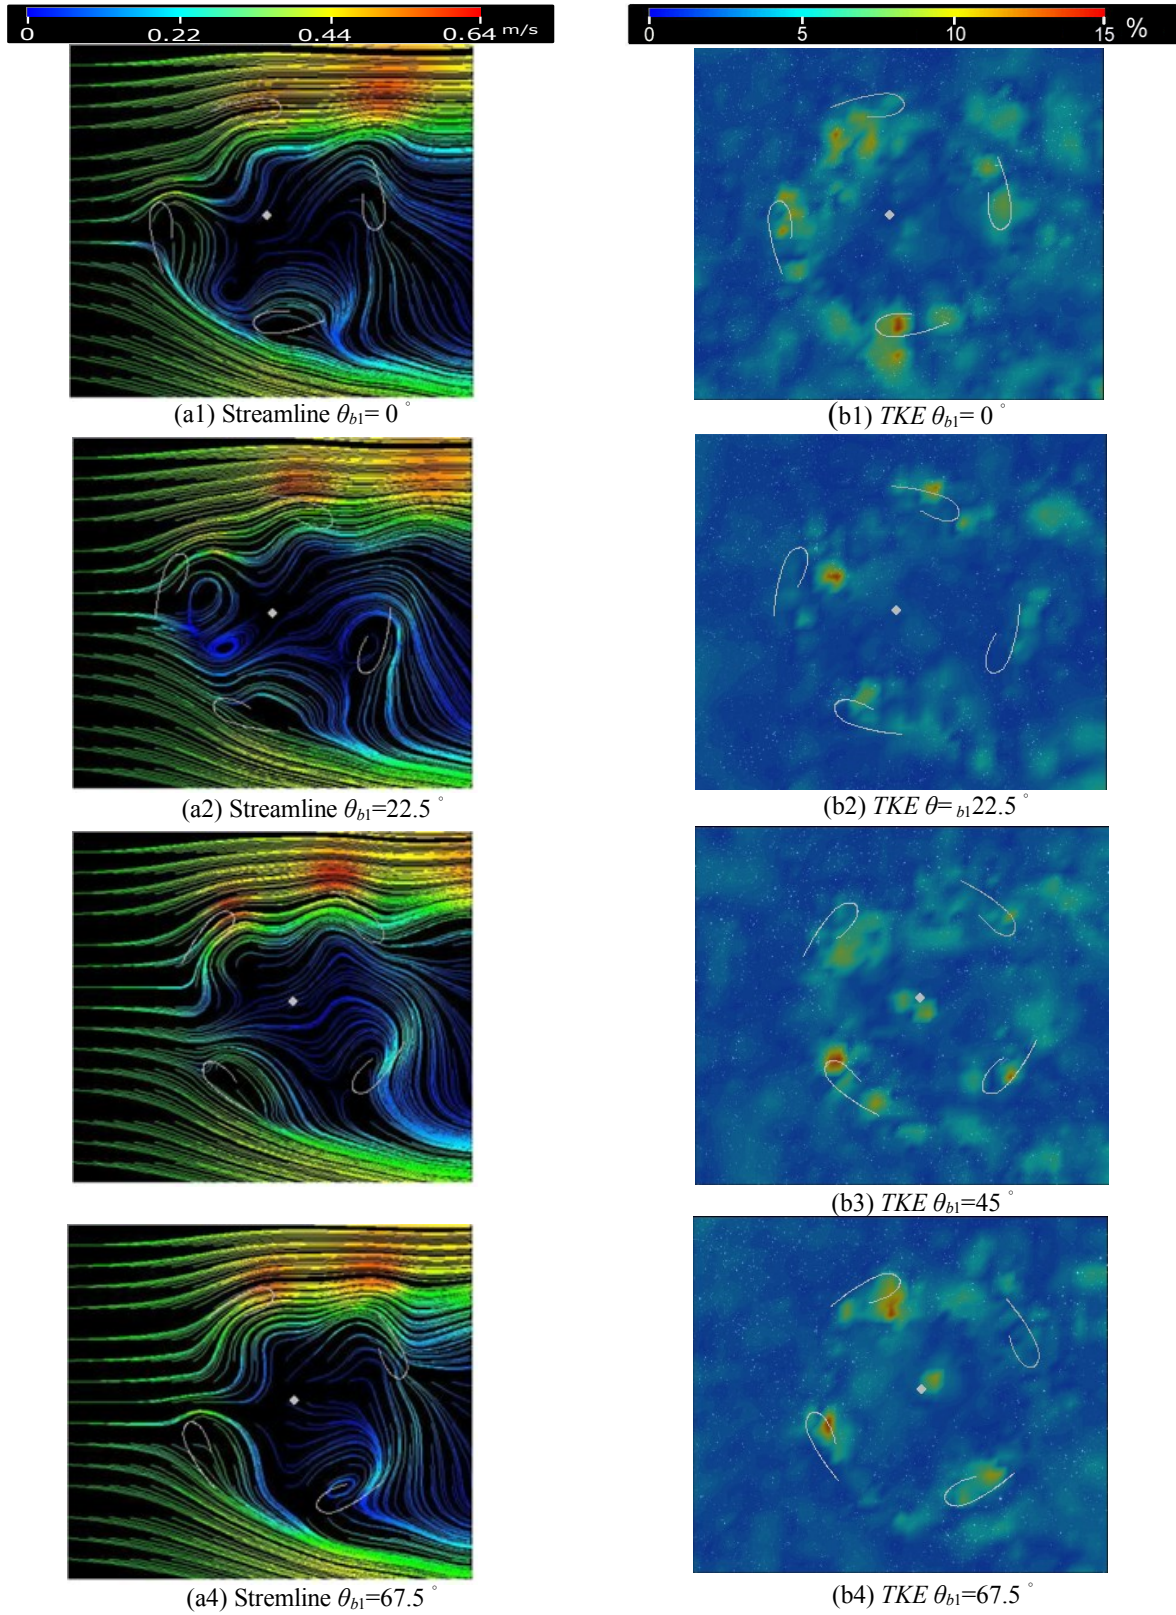 0 0.22 0.44 0.64 m/s
0 5 10 15 %
(a1) Streamline θb1= 0 °
(b1) TKE θb1= 0 °
(a2) Streamline θb1=22.5 °
(b2) TKE θ= b122.5 °
(b3) TKE θb1=45 °
(a4) Stremline θb1=67.5 °
(b4) TKE θb1=67.5 °